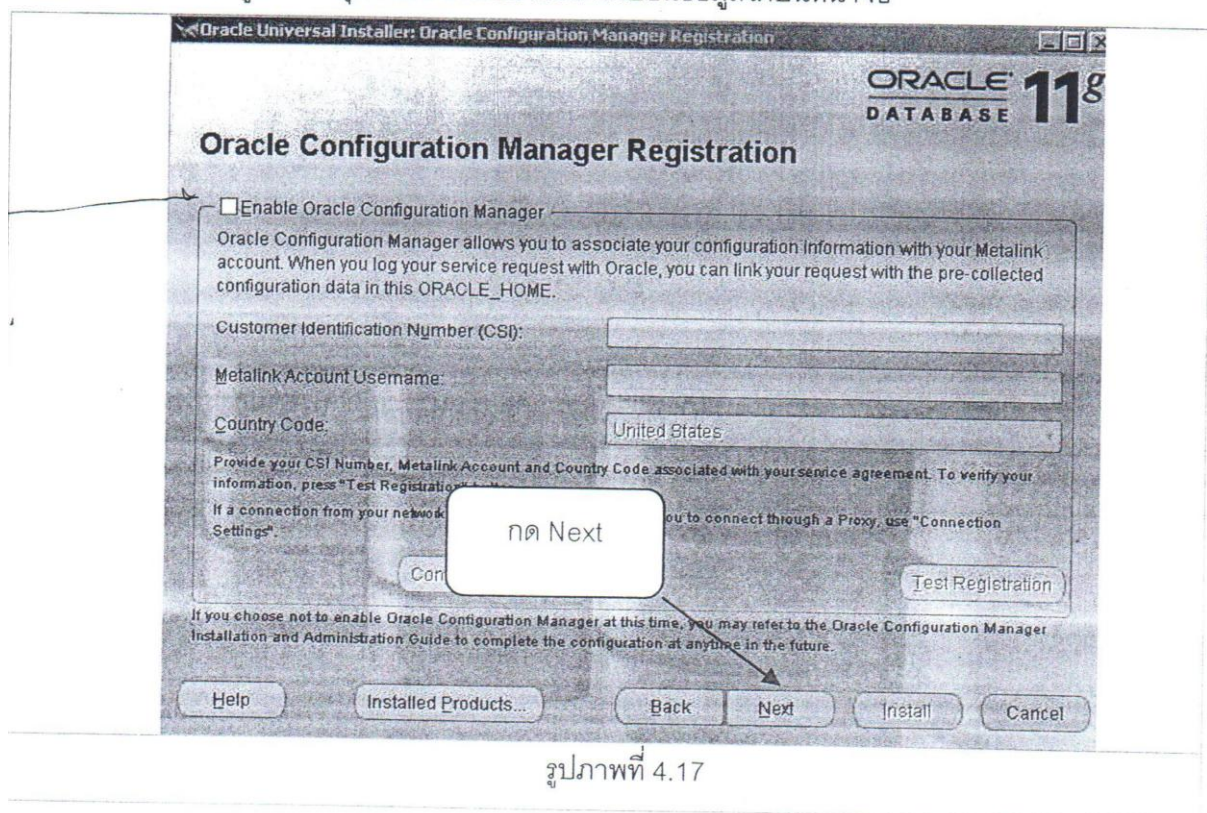 Oracle Universal Installer: Oracle Configuration Manager Registration
ORACLE 11g
DATABASE
Oracle Configuration Manager Registration
Enable Oracle Configuration Manager
Oracle Configuration Manager allows you to associate your configuration information with your Metalink
account. When you log your service request with Oracle, you can link your request with the pre-collected
configuration data in this ORACLE_HOME.
Customer Identification Number (CSI):
Metalink Account Username:
Country Code:
United States
Provide your CSI Number, Metalink Account and Country Code associated with your service agreement. To verify your
information, press "Test Registration"
If a connection from your network
ou to connect through a Proxy, use "Connection
Settings".
กด Next
Con
Test Registration
If you choose not to enable Oracle Configuration Manager at this time, you may refer to the Oracle Configuration Manager
Installation and Administration Guide to complete the configuration at anytime in the future.
Help
Installed Products...
Back
Next
Install
Cancel
รูปภาพที่ 4.17